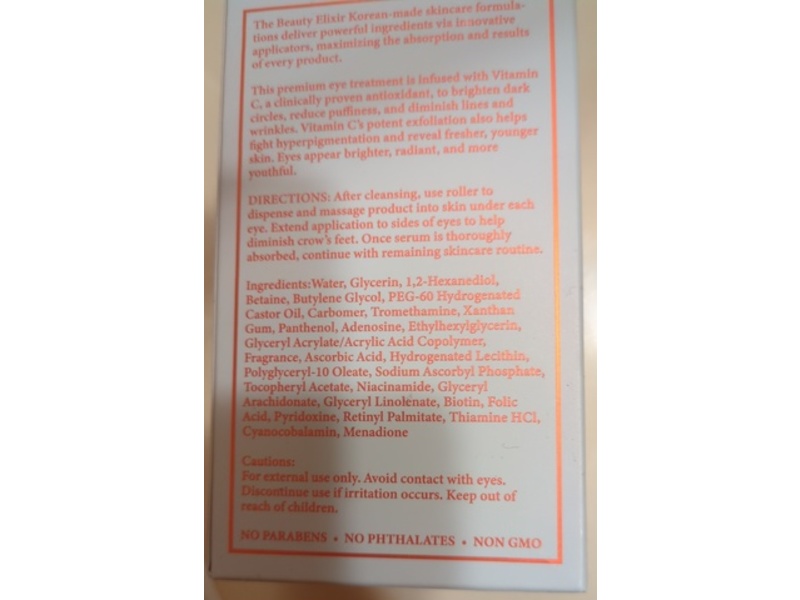 The Beauty Elixir Korean-made skincare formula-
tions deliver powerful ingredients via innovative
applicators, maximizing the absorption and results
of every product.
This premium eye treatment is infused with Vitamin
C, a clinically proven antioxidant, to brighten dark
circles, reduce puffiness, and diminish lines and
wrinkles. Vitamin C's potent exfoliation also helps
fight hyperpigmentation and reveal fresher, younger
skin. Eyes appear brighter, radiant, and more
youthful.
DIRECTIONS: After cleansing, use roller to
dispense and massage product into skin under each
eye. Extend application to sides of eyes to help
diminish crow's feet. Once serum is thoroughly
absorbed, continue with remaining skincare routine.
Ingredients:Water, Glycerin, 1,2-Hexanediol,
Betaine, Butylene Glycol, PEG-60 Hydrogenated
Castor Oil, Carbomer, Tromethamine, Xanthan
Gum, Panthenol, Adenosine, Ethylhexylglycerin,
Glyceryl Acrylate/Acrylic Acid Copolymer,
Fragrance, Ascorbic Acid, Hydrogenated Lecithin,
Polyglyceryl-10 Oleate, Sodium Ascorbyl Phosphate,
Tocopheryl Acetate, Niacinamide, Glyceryl
Arachidonate, Glyceryl Linolenate, Biotin, Folic
Acid, Pyridoxine, Retinyl Palmitate, Thiamine HCl,
Cyanocobalamin, Menadione
Cautions:
For external use only. Avoid contact with eyes.
Discontinue use if irritation occurs. Keep out of
reach of children.
NO PARABENS • NO PHTHALATES • NON GMO